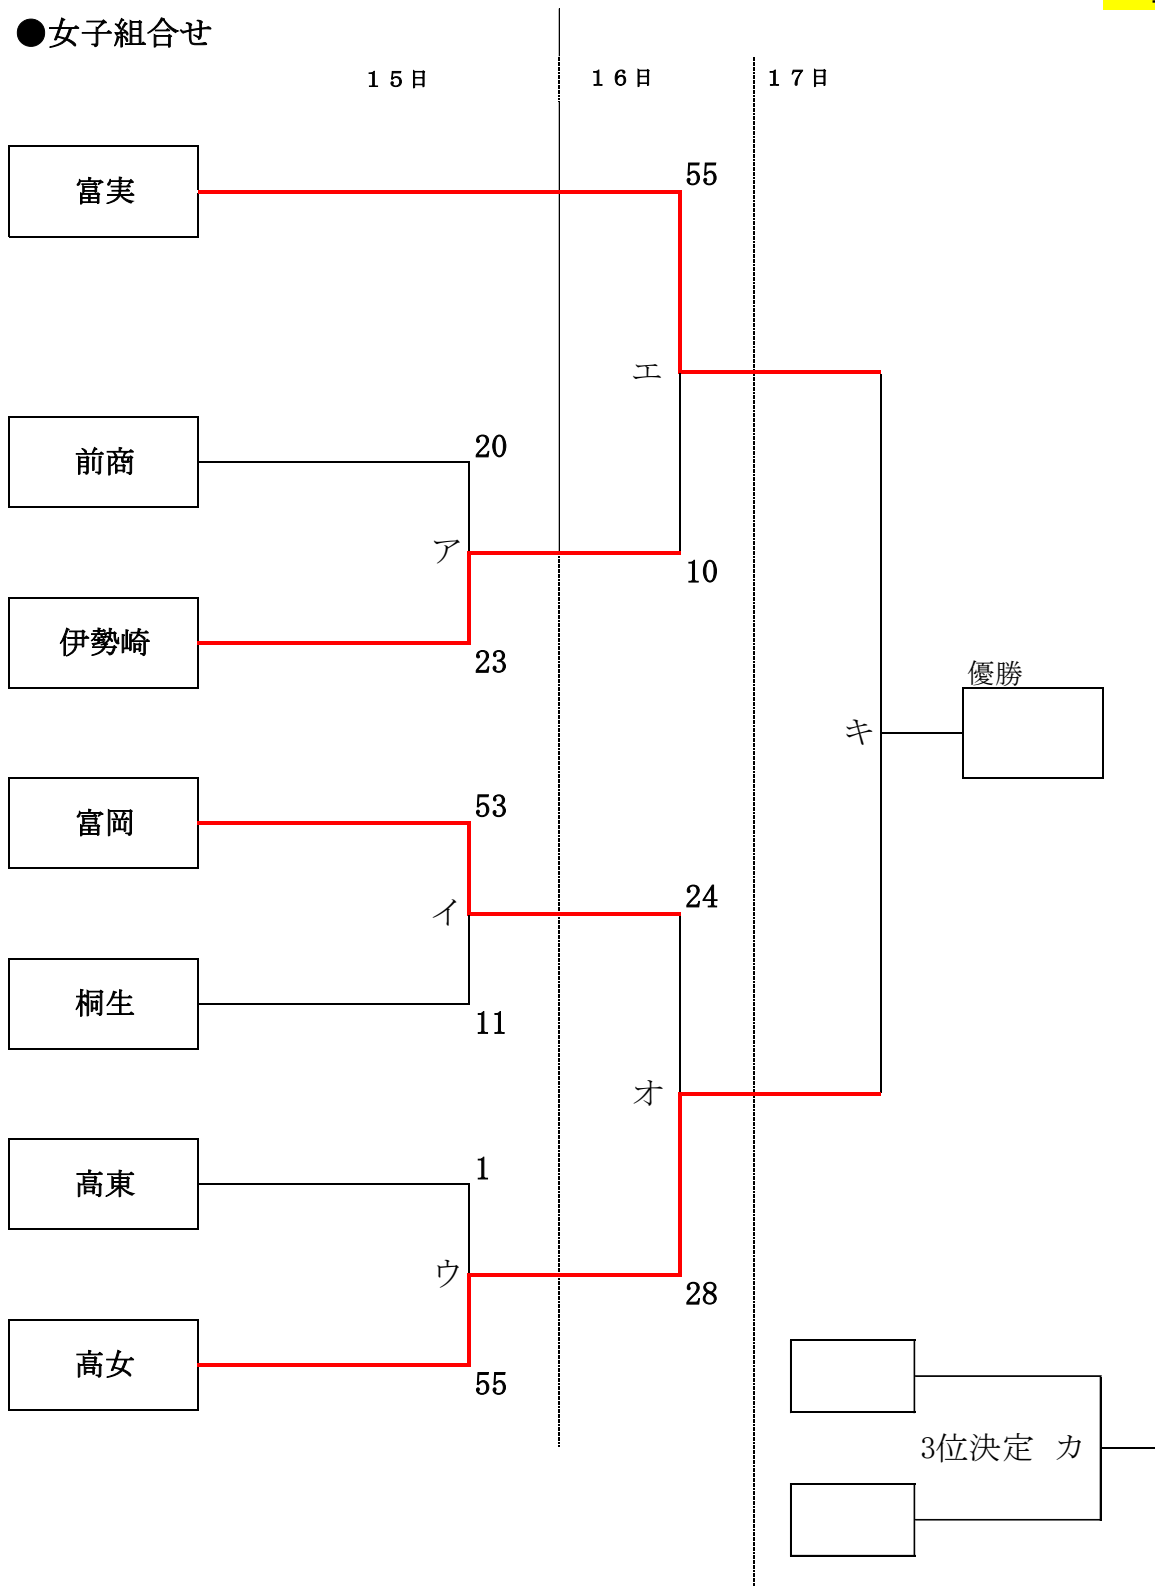 ●女子組合せ
１５日
１６日
１７日
55
富実
エ
20
前商
ア
10
伊勢崎
23
優勝
キ
53
富岡
24
イ
桐生
11
オ
1
高東
ウ
28
高女
55
3位決定 カ